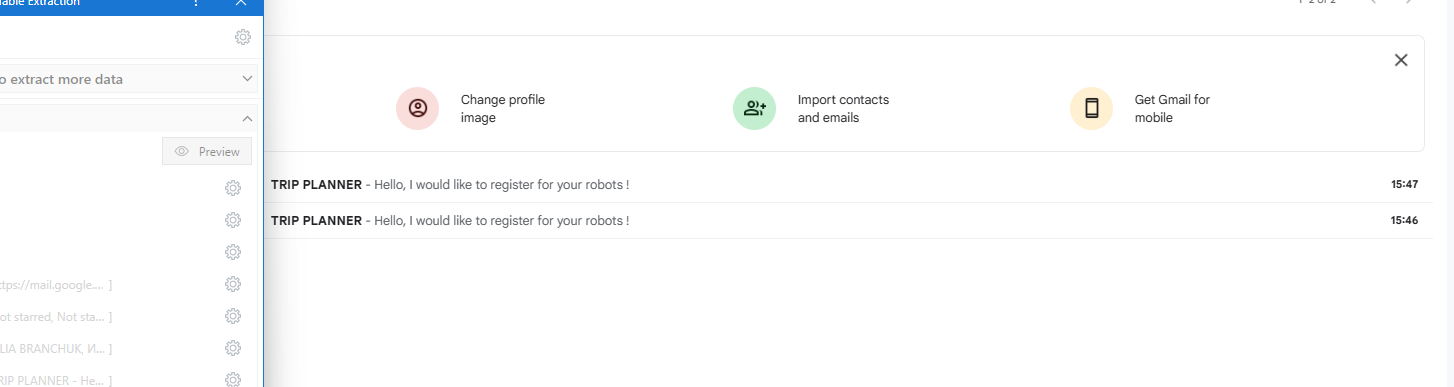 able Extraction
o extract more data
Preview
ttps://mail.google.... ]
ot starred, Not sta... ]
LIA BRANCHUK, И... ]
RIP PLANNER - He... ]
1–2 of 2
Change profile
image
Import contacts
and emails
Get Gmail for
mobile
TRIP PLANNER - Hello, I would like to register for your robots ! 15:47
TRIP PLANNER - Hello, I would like to register for your robots ! 15:46